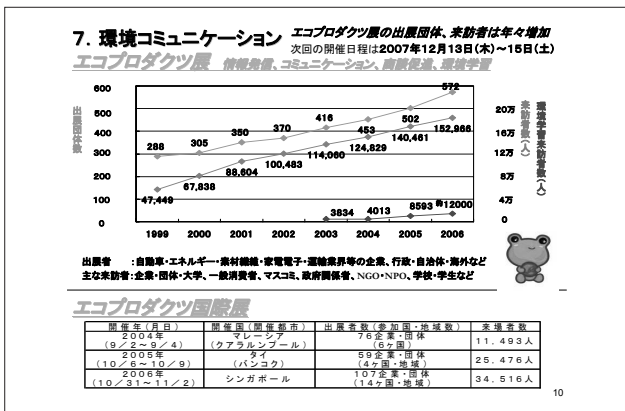 7. 環境コミュニケーション エコプロダクツ展の出展団体、来訪者は年々増加
次回の開催日程は2007年12月13日(木)～15日(土)
エコプロダクツ展 情報発信、コミュニケーション、商談促進、環境学習
出展団体数
来訪者数(人)
環境学習来訪者数(人)
600
500
400
300
200
100
0
20万
16万
12万
8万
4万
0
288 305 350 370 416 453 502 572
47,449 67,838 88,604 100,483 114,060 124,829 140,461 152,966
3834 4013 8593 約12000
1999 2000 2001 2002 2003 2004 2005 2006
出展者 :自動車・エネルギー・素材繊維・家電電子・運輸業界等の企業、行政・自治体・海外など
主な来訪者:企業・団体・大学、一般消費者、マスコミ、政府関係者、NGO・NPO、学校・学生など
エコプロダクツ国際展
開催年(月日) 開催国(開催都市) 出展者数(参加国・地域数) 来場者数
2004年 マレーシア 76企業・団体 11,493人
(9/2～9/4) (クアラルンプール) (6ヶ国)
2005年 タイ 59企業・団体 25,476人
(10/6～10/9) (バンコク) (4ヶ国・地域)
2006年 シンガポール 107企業・団体 34,516人
(10/31～11/2) (14ヶ国・地域)
10